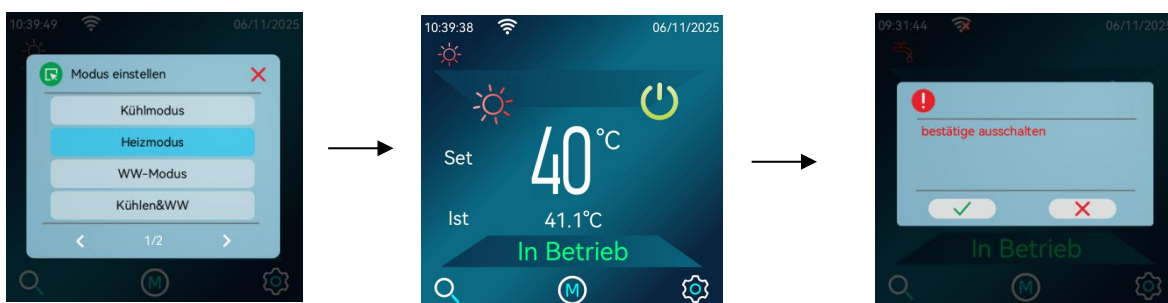 10:39:49
06/11/2025
Modus einstellen
Kühlmodus
Heizmodus
WW-Modus
Kühlen&WW
1/2
M
10:39:38
06/11/2025
Set
40°C
Ist
41.1°C
In Betrieb
M
09:31:44
06/11/2025
bestätige ausschalten
In Betrieb
M